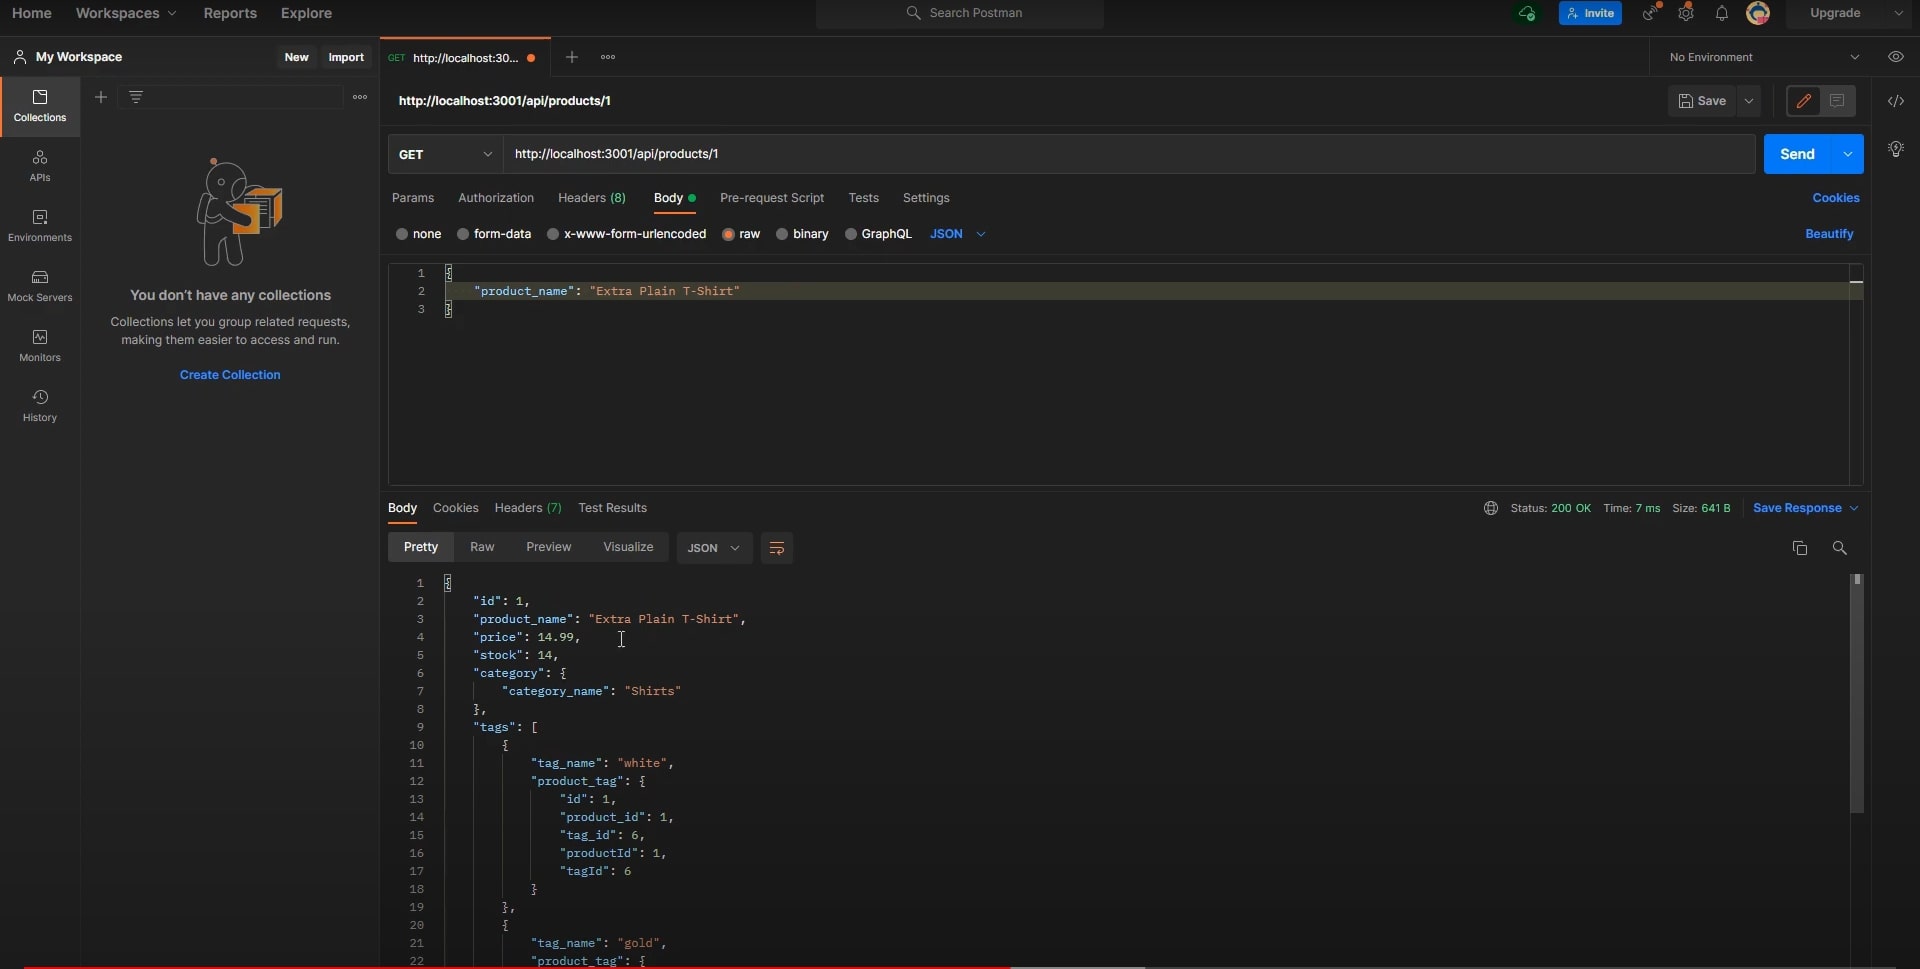 Home Workspaces Reports Explore Search Postman Invite Upgrade
My Workspace New Import GET http://localhost:30... No Environment
Collections
http://localhost:3001/api/products/1 Save
GET http://localhost:3001/api/products/1 Send
APIs
Params Authorization Headers (8) Body Pre-request Script Tests Settings Cookies
none form-data x-www-form-urlencoded raw binary GraphQL JSON Beautify
Environments
Mock Servers
Monitors
History
You don't have any collections
Collections let you group related requests,
making them easier to access and run.
Create Collection
1 {
2 "product_name": "Extra Plain T-Shirt"
3 }
Body Cookies Headers (7) Test Results Status: 200 OK Time: 7 ms Size: 641 B Save Response
Pretty Raw Preview Visualize JSON
1 {
2 "id": 1,
3 "product_name": "Extra Plain T-Shirt",
4 "price": 14.99,
5 "stock": 14,
6 "category": {
7 "category_name": "Shirts"
8 },
9 "tags": [
10 {
11 "tag_name": "white",
12 "product_tag": {
13 "id": 1,
14 "product_id": 1,
15 "tag_id": 6,
16 "productId": 1,
17 "tagId": 6
18 }
19 },
20 {
21 "tag_name": "gold",
22 "product_tag": {